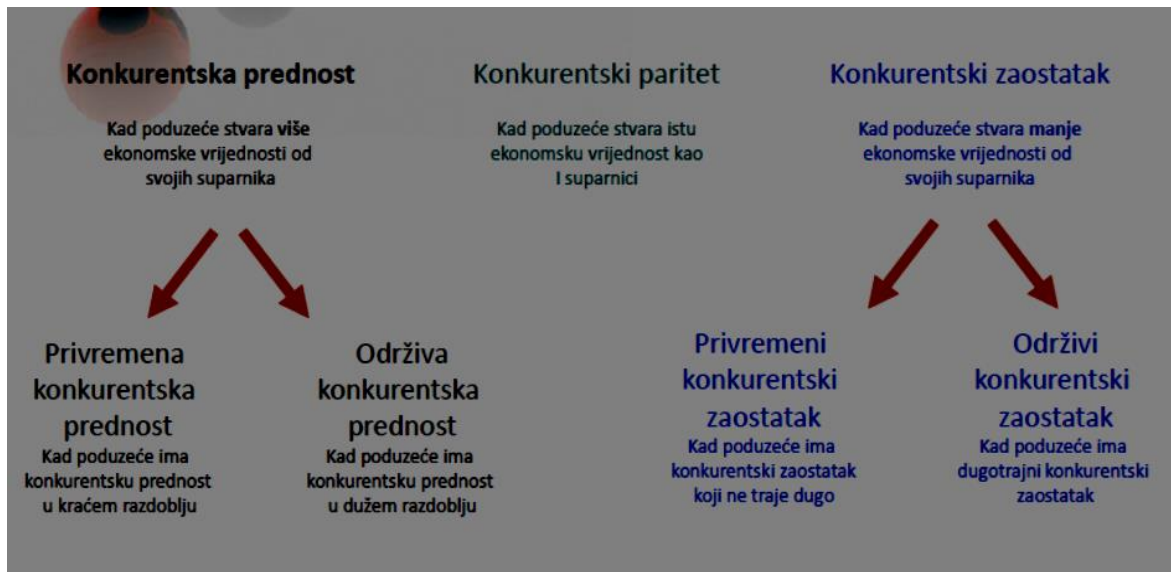 Konkurentska prednost
Kad poduzeće stvara više
ekonomske vrijednosti od
svojih suparnika
Konkurentski paritet
Kad poduzeće stvara istu
ekonomsku vrijednost kao
I suparnici
Konkurentski zaostatak
Kad poduzeće stvara manje
ekonomske vrijednosti od
svojih suparnika
Privremena
konkurentska
prednost
Kad poduzeće ima
konkurentsku prednost
u kraćem razdoblju
Održiva
konkurentska
prednost
Kad poduzeće ima
konkurentsku prednost
u dužem razdoblju
Privremeni
konkurentski
zaostatak
Kad poduzeće ima
konkurentski zaostatak
koji ne traje dugo
Održivi
konkurentski
zaostatak
Kad poduzeće ima
dugotrajni konkurentski
zaostatak